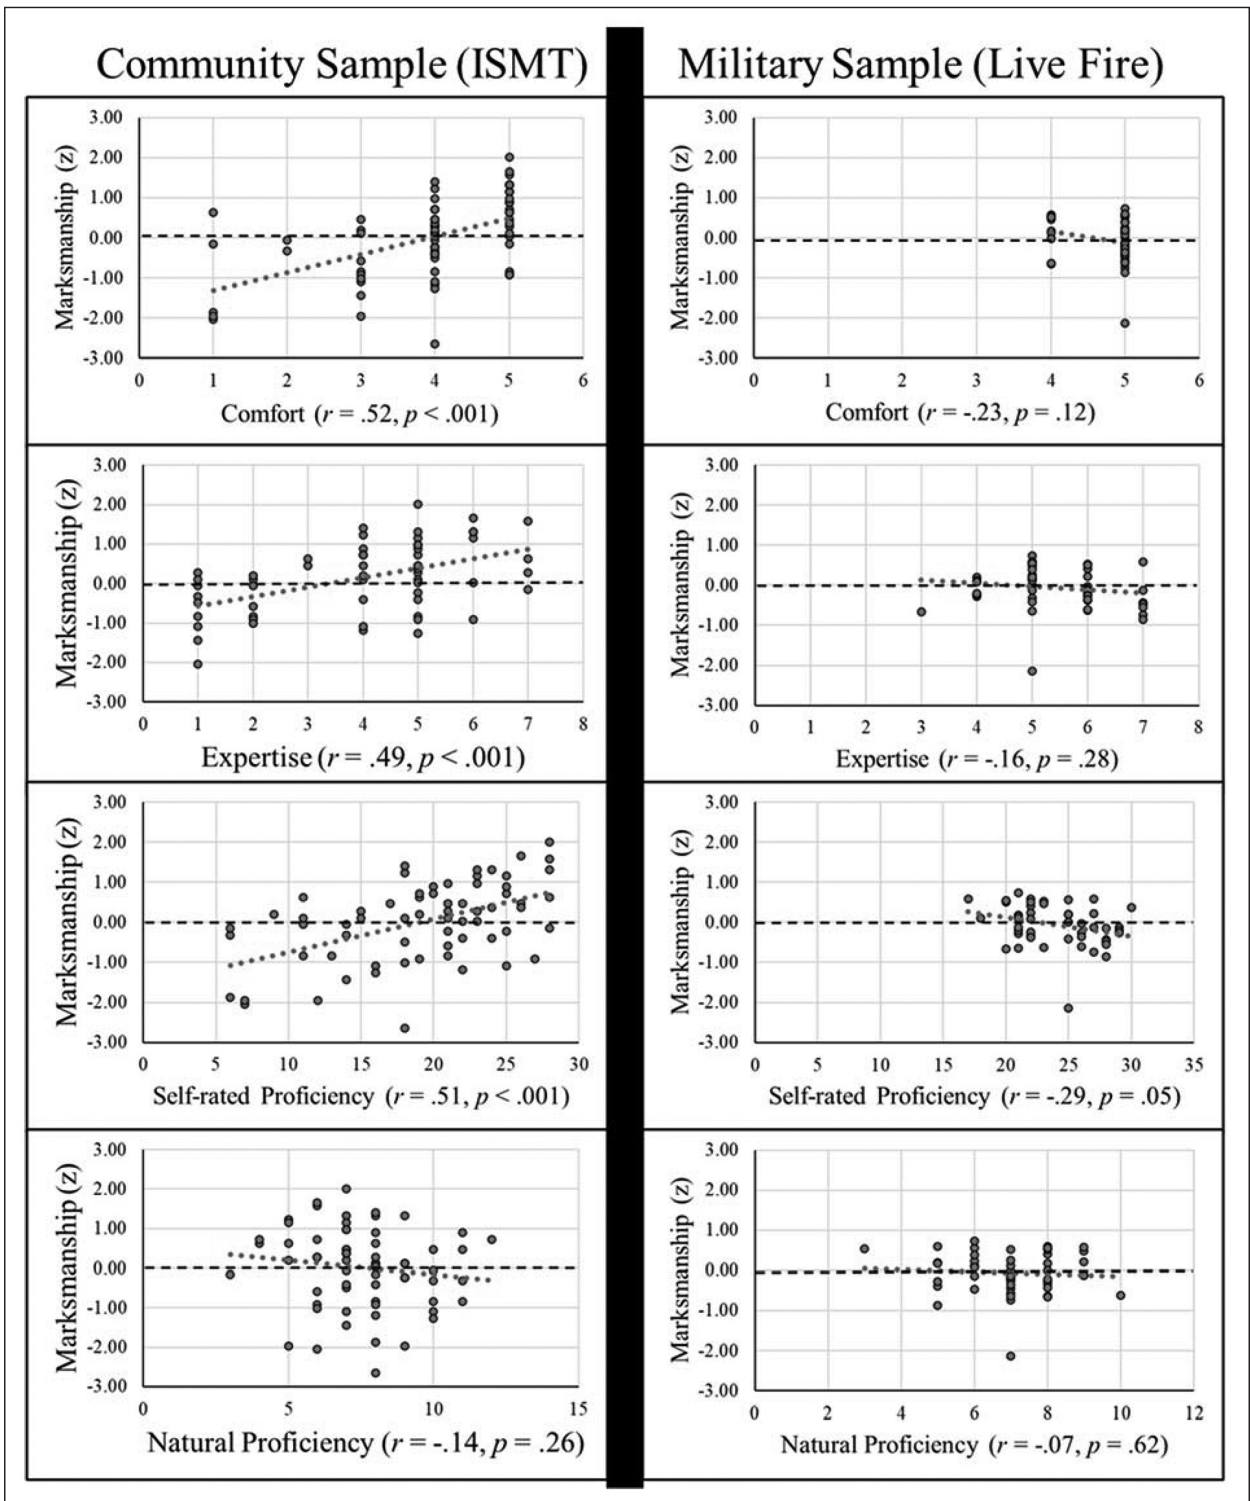 Community Sample (ISMT)
Military Sample (Live Fire)
Marksmanship (z)
3.00
2.00
1.00
0.00
-1.00
-2.00
-3.00
0 1 2 3 4 5 6
Comfort (r = .52, p < .001)
Marksmanship (z)
3.00
2.00
1.00
0.00
-1.00
-2.00
-3.00
0 1 2 3 4 5 6
Comfort (r = -.23, p = .12)
Marksmanship (z)
3.00
2.00
1.00
0.00
-1.00
-2.00
-3.00
0 1 2 3 4 5 6 7 8
Expertise (r = .49, p < .001)
Marksmanship (z)
3.00
2.00
1.00
0.00
-1.00
-2.00
-3.00
0 1 2 3 4 5 6 7 8
Expertise (r = -.16, p = .28)
Marksmanship (z)
3.00
2.00
1.00
0.00
-1.00
-2.00
-3.00
0 5 10 15 20 25 30
Self-rated Proficiency (r = .51, p < .001)
Marksmanship (z)
3.00
2.00
1.00
0.00
-1.00
-2.00
-3.00
0 5 10 15 20 25 30 35
Self-rated Proficiency (r = -.29, p = .05)
Marksmanship (z)
3.00
2.00
1.00
0.00
-1.00
-2.00
-3.00
0 5 10 15
Natural Proficiency (r = -.14, p = .26)
Marksmanship (z)
3.00
2.00
1.00
0.00
-1.00
-2.00
-3.00
0 2 4 6 8 10 12
Natural Proficiency (r = -.07, p = .62)